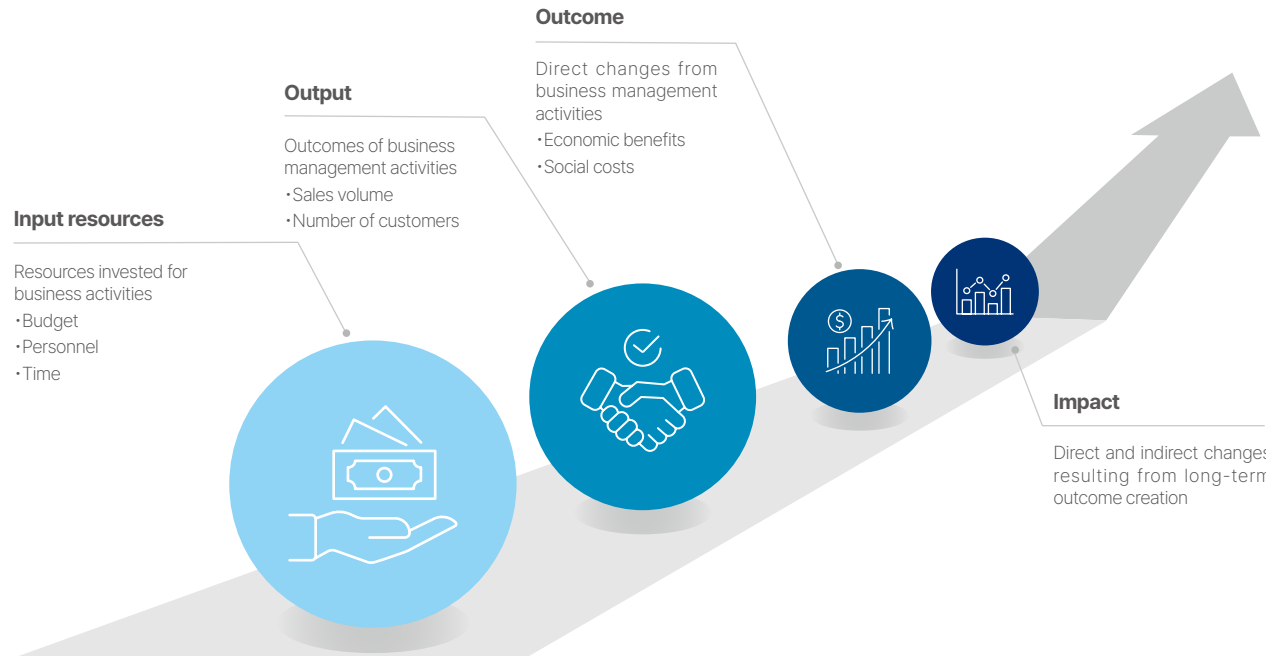 Input resources
Resources invested for
business activities
·Budget
·Personnel
·Time
Output
Outcomes of business
management activities
·Sales volume
·Number of customers
Outcome
Direct changes from
business management
activities
·Economic benefits
·Social costs
$
Impact
Direct and indirect changes
resulting from long-term
outcome creation